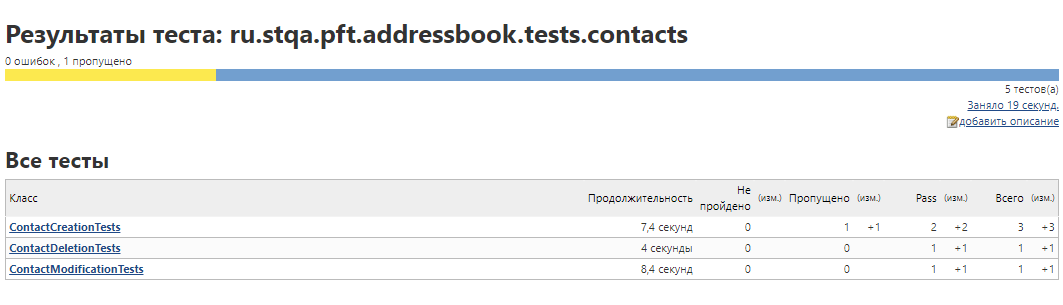 Результаты теста: ru.stqa.pft.addressbook.tests.contacts
0 ошибок , 1 пропущено
5 тестов(а)
Заняло 19 секунд.
добавить описание
Все тесты
Класс Продолжительность Не пройдено (изм.) Пропущено (изм.) Pass (изм.) Всего (изм.)
ContactCreationTests 7,4 секунд 0 1 +1 2 +2 3 +3
ContactDeletionTests 4 секунды 0 0 1 +1 1 +1
ContactModificationTests 8,4 секунд 0 0 1 +1 1 +1